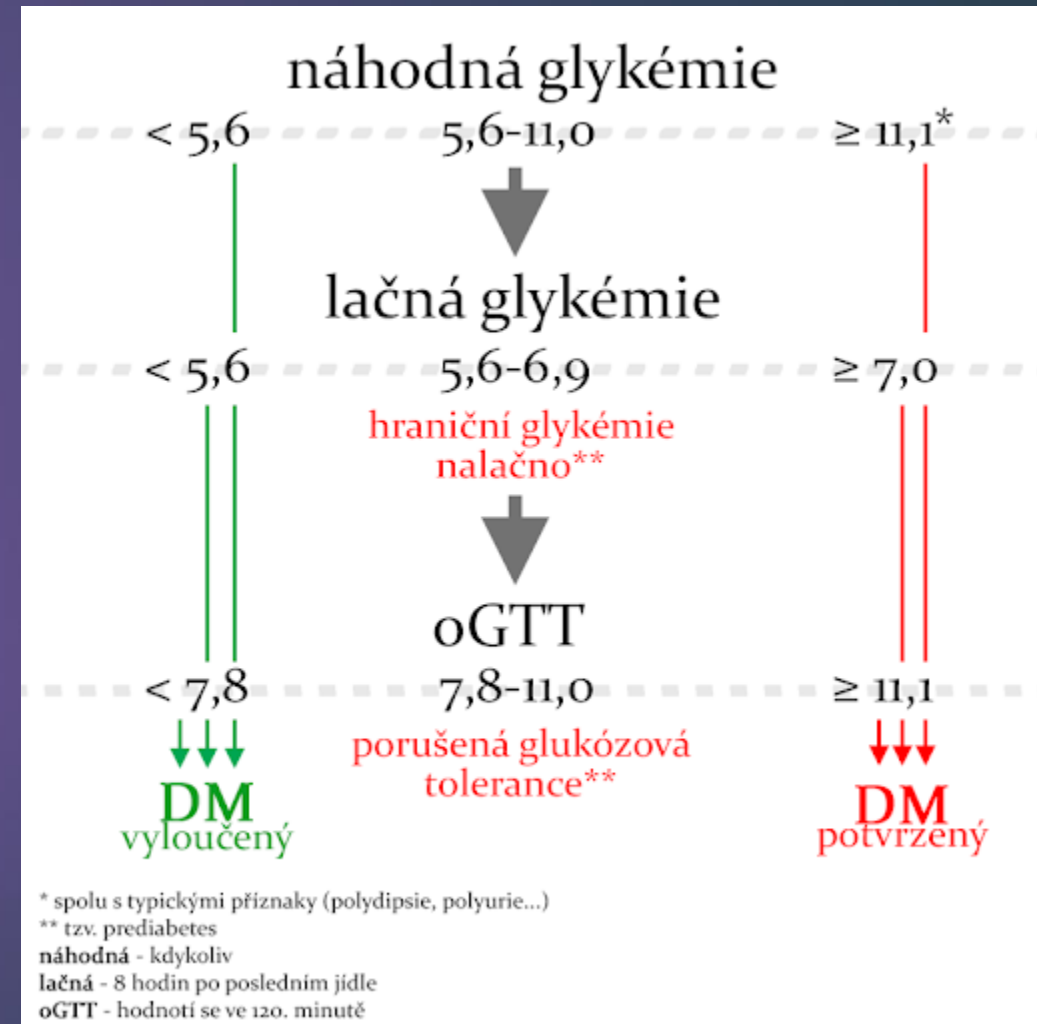 náhodná glykémie
< 5,6 5,6-11,0 ≥ 11,1*
lačná glykémie
< 5,6 5,6-6,9 ≥ 7,0
hraniční glykémie
nalačno**
oGTT
< 7,8 7,8-11,0 ≥ 11,1
porušená glukózová
tolerance**
DM
vyloučený
DM
potvrzený
* spolu s typickými příznaky (polydipsie, polyurie...)
** tzv. prediabetes
náhodná - kdykoliv
lačná - 8 hodin po posledním jídle
oGTT - hodnotí se ve 120. minutě